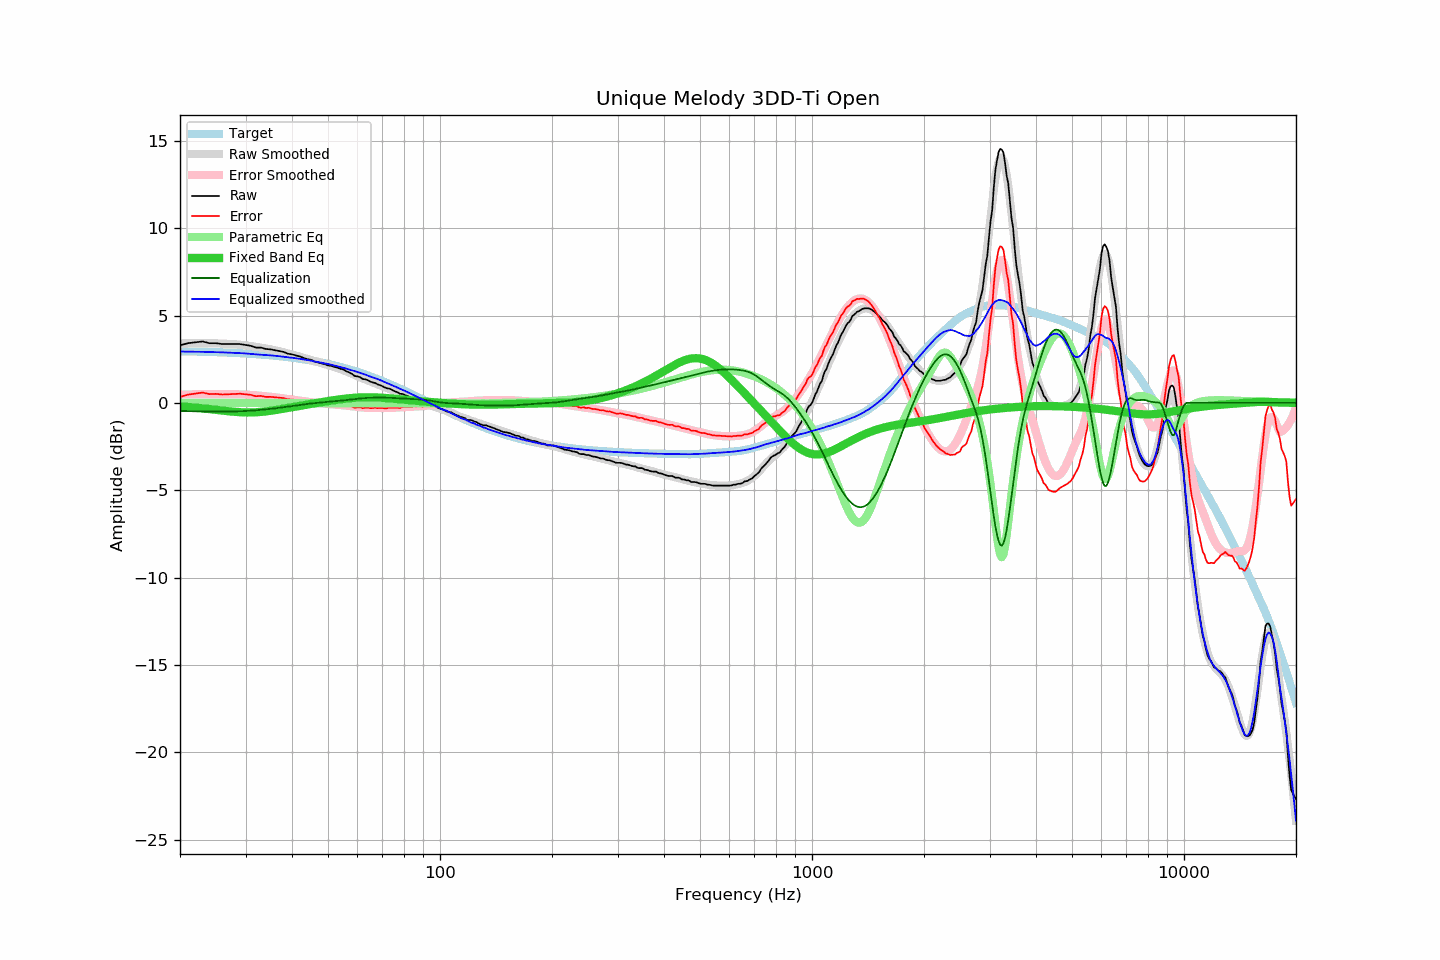 Unique Melody 3DD-Ti Open
Target
Raw Smoothed
Error Smoothed
Raw
Error
Parametric Eq
Fixed Band Eq
Equalization
Equalized smoothed
15
10
5
0
−5
−10
−15
−20
−25
Amplitude (dBr)
100
1000
10000
Frequency (Hz)